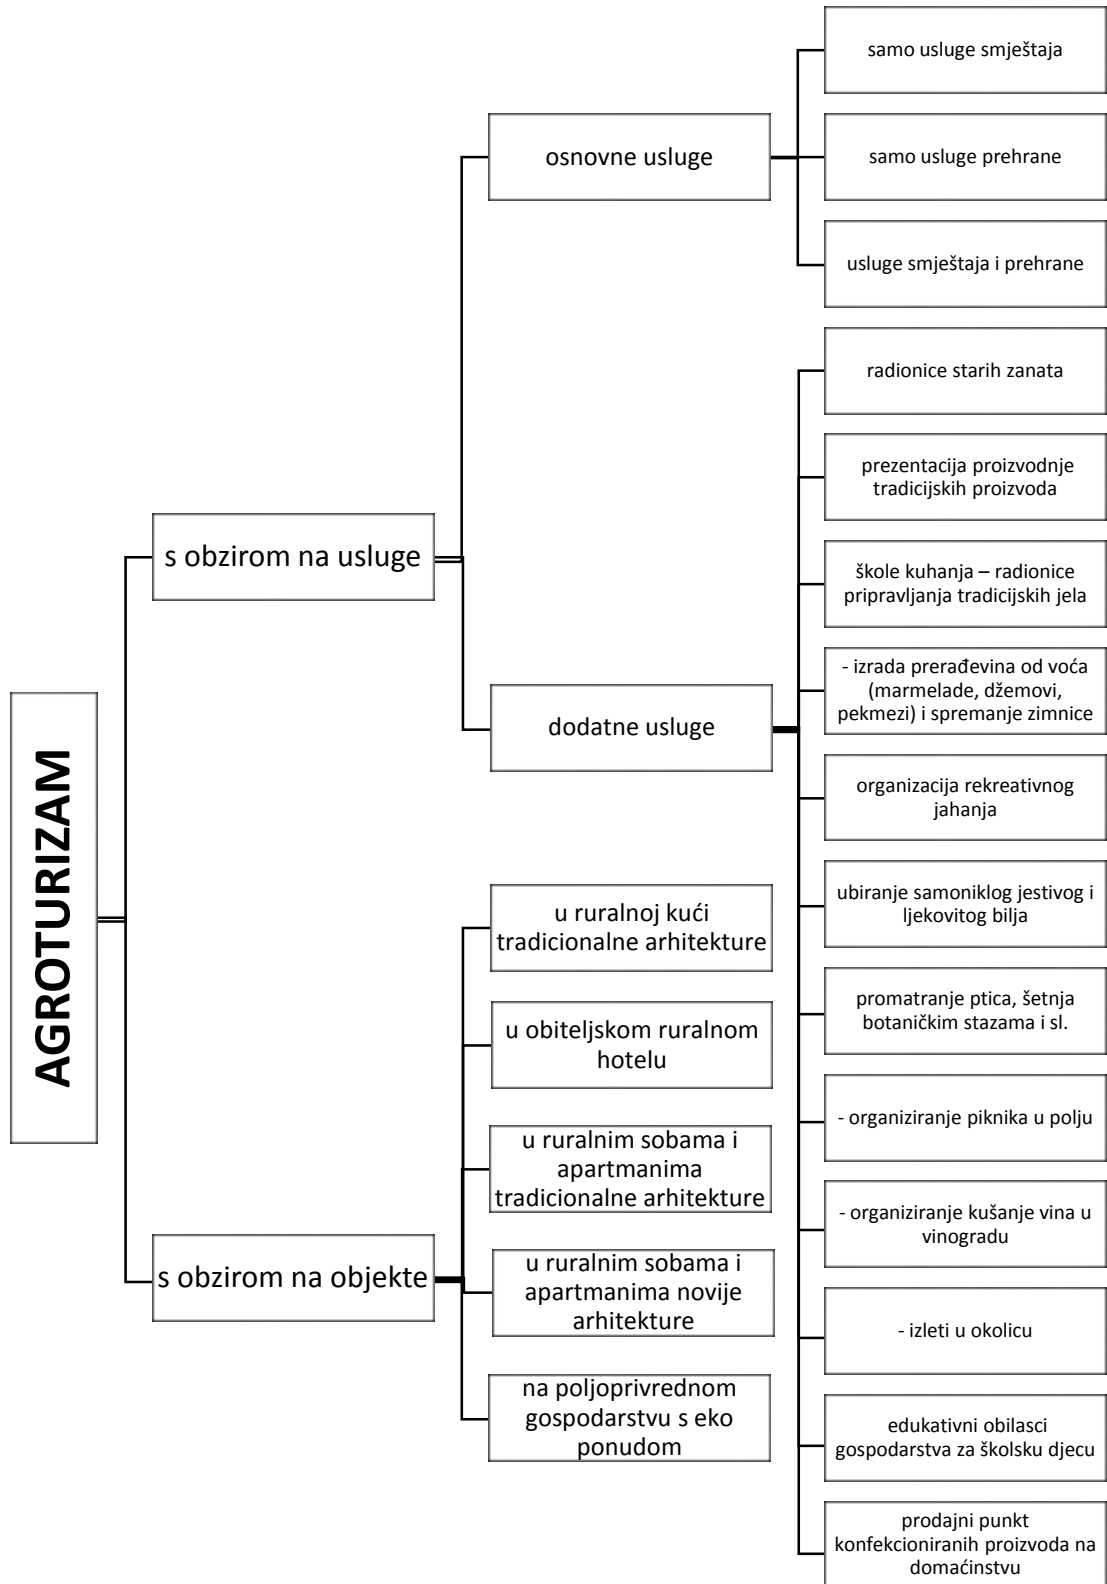 AGROTURIZAM
s obzirom na usluge
osnovne usluge
samo usluge smještaja
samo usluge prehrane
usluge smještaja i prehrane
dodatne usluge
radionice starih zanata
prezentacija proizvodnje
tradicijskih proizvoda
škole kuhanja – radionice
pripravljanja tradicijskih jela
- izrada prerađevina od voća
(marmelade, džemovi,
pekmezi) i spremanje zimnice
organizacija rekreativnog
jahanja
ubiranje samoniklog jestivog i
ljekovitog bilja
promatranje ptica, šetnja
botaničkim stazama i sl.
- organiziranje piknika u polju
- organiziranje kušanje vina u
vinogradu
- izleti u okolicu
edukativni obilasci
gospodarstva za školsku djecu
prodajni punkt
konfekcioniranih proizvoda na
domaćinstvu
s obzirom na objekte
u ruralnoj kući
tradicionalne arhitekture
u obiteljskom ruralnom
hotelu
u ruralnim sobama i
apartmanima
tradicionalne arhitekture
u ruralnim sobama i
apartmanima novije
arhitekture
na poljoprivrednom
gospodarstvu s eko
ponudom